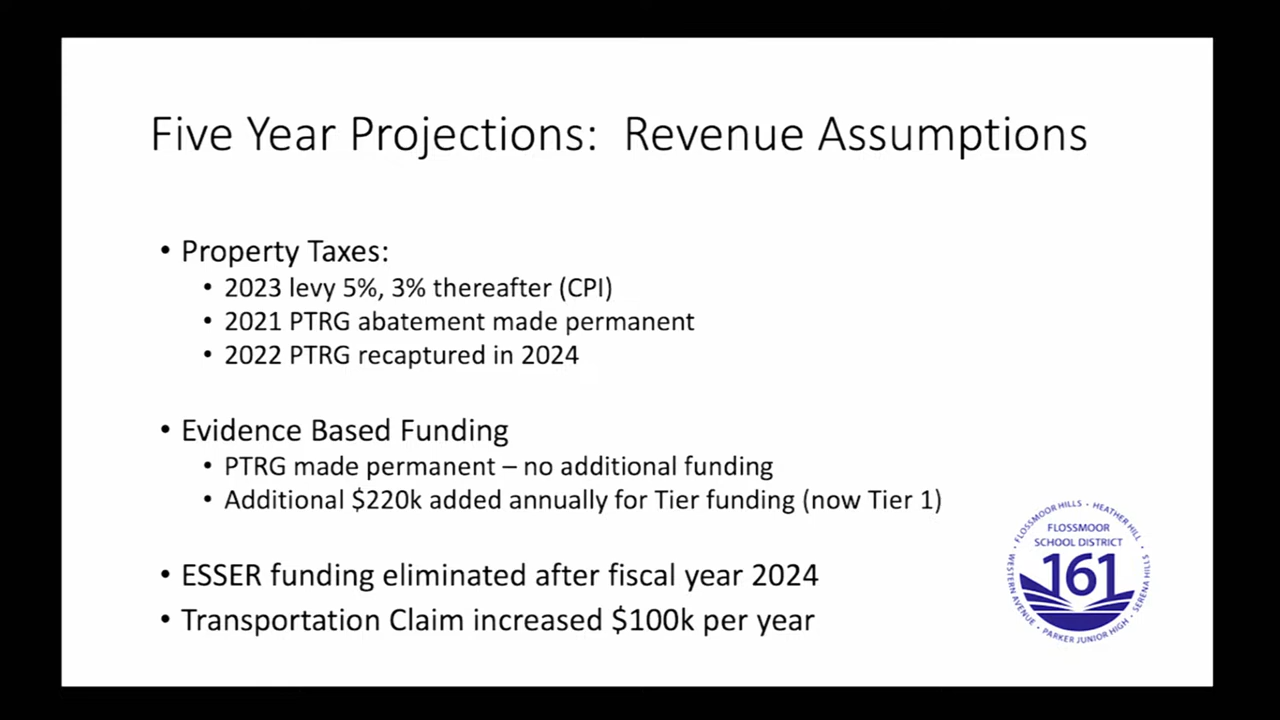 Five Year Projections: Revenue Assumptions
• Property Taxes:
• 2023 levy 5%, 3% thereafter (CPI)
• 2021 PTRG abatement made permanent
• 2022 PTRG recaptured in 2024
• Evidence Based Funding
• PTRG made permanent – no additional funding
• Additional $220k added annually for Tier funding (now Tier 1)
• ESSER funding eliminated after fiscal year 2024
• Transportation Claim increased $100k per year
FLOSSMOOR HILLS • HEATHER HILL • SERENA HILLS • PARKER JUNIOR HIGH • WESTERN AVENUE •
FLOSSMOOR
SCHOOL DISTRICT
161